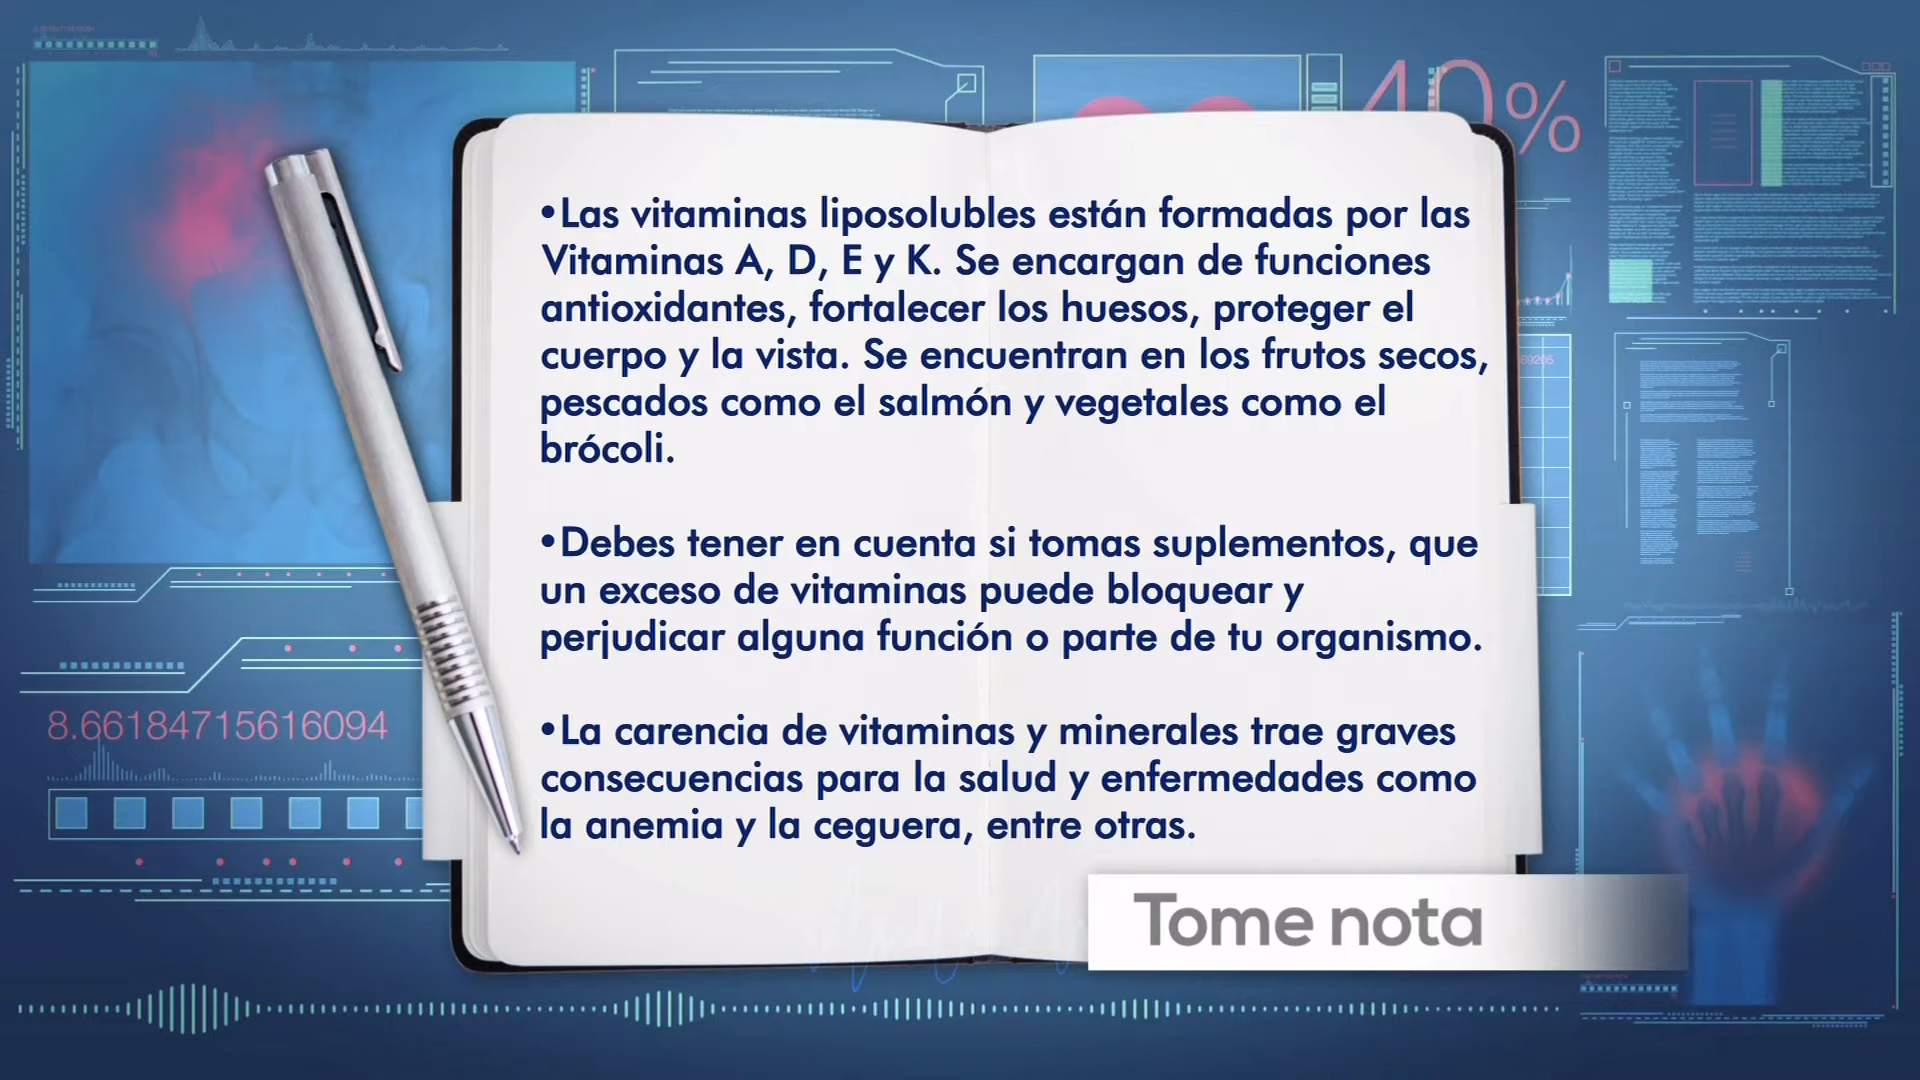 40%
•Las vitaminas liposolubles están formadas por las
Vitaminas A, D, E y K. Se encargan de funciones
antioxidantes, fortalecer los huesos, proteger el
cuerpo y la vista. Se encuentran en los frutos secos,
pescados como el salmón y vegetales como el
brócoli.
•Debes tener en cuenta si tomas suplementos, que
un exceso de vitaminas puede bloquear y
perjudicar alguna función o parte de tu organismo.
8.66184715616094
•La carencia de vitaminas y minerales trae graves
consecuencias para la salud y enfermedades como
la anemia y la ceguera, entre otras.
Tome nota